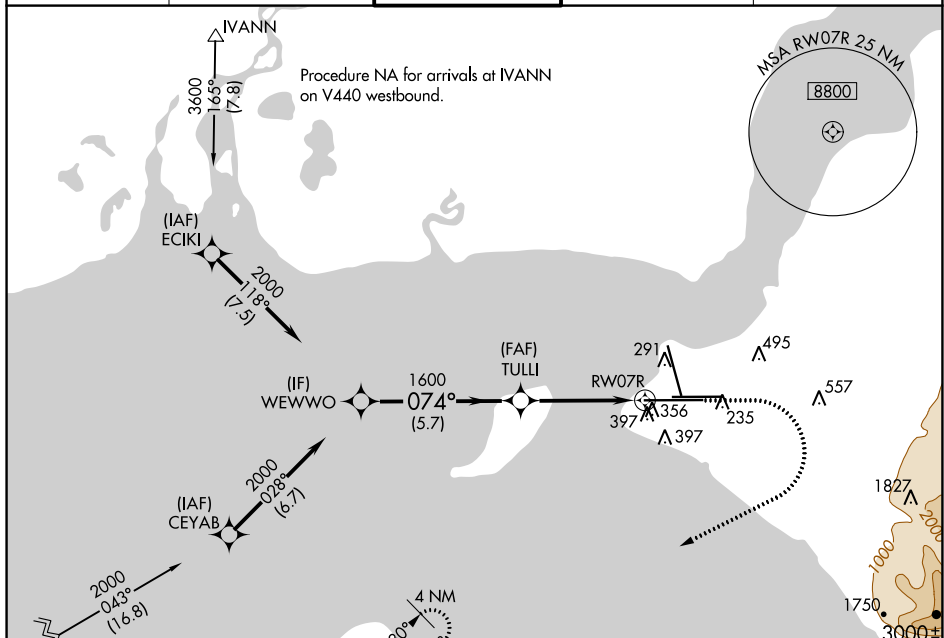 IVANN
3600
165°
(7.8)
Procedure NA for arrivals at IVANN
on V440 westbound.
MSA RW07R 25 NM
8800
(IAF)
ECIKI
2000
118°
(7.5)
(IF)
WEWWO
1600
074°
(5.7)
(FAF)
TULLI
RW07R
291
495
557
356
397
397
235
(IAF)
CEYAB
2000
028°
(6.7)
2000
043°
(16.8)
4 NM
1827
2000
1000
1750
3000±